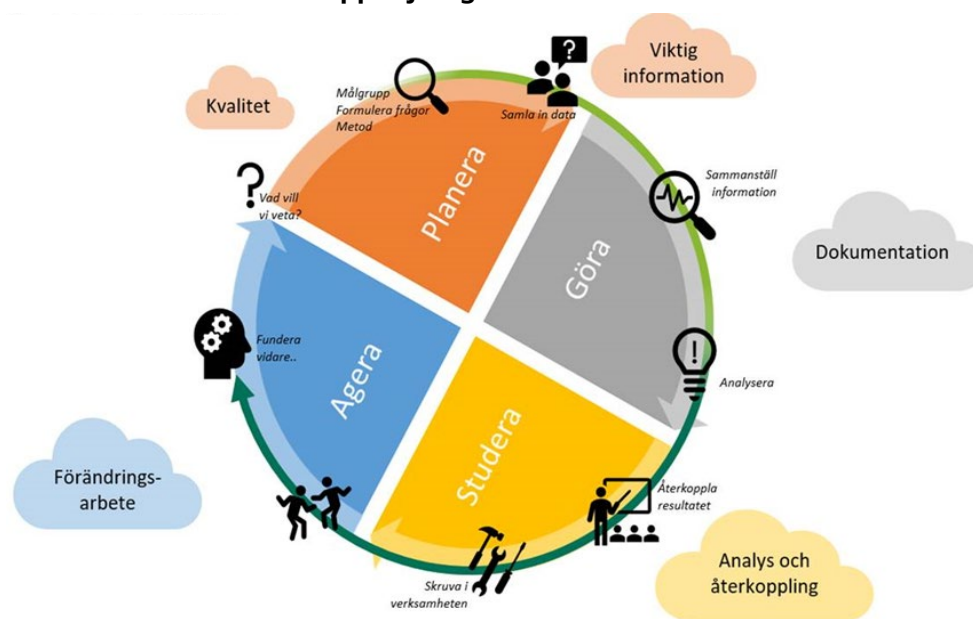 Viktig
information
Kvalitet
Målgrupp
Formulera frågor
Metod
Samla in data
Sammanställ
information
Vad vill
vi veta?
Planera
Göra
Dokumentation
Fundera
vidare..
Agera
Analysera
Studera
Förändrings-
arbete
Återkoppla
resultatet
Skruva i
verksamheten
Analys och
återkoppling